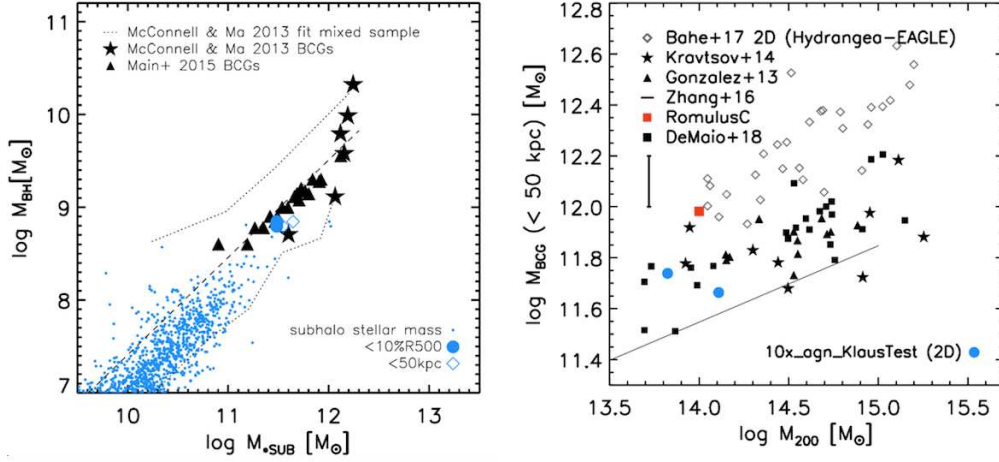 11
10
9
8
7
log M_BH[M_⊙]
McConnell & Ma 2013 fit mixed sample
McConnell & Ma 2013 BCGs
Main+ 2015 BCGs
subhalo stellar mass
<10%R500
<50kpc
10 11 12 13
log M_*SUB [M_⊙]
12.8
12.6
12.4
12.2
12.0
11.8
11.6
11.4
log M_BCG (< 50 kpc) [M_⊙]
Bahe+17 2D (Hydrangea-EAGLE)
Kravtsov+14
Gonzalez+13
Zhang+16
RomulusC
DeMaio+18
10x_agn_KlausTest (2D)
13.5 14.0 14.5 15.0 15.5
log M_200 [M_⊙]